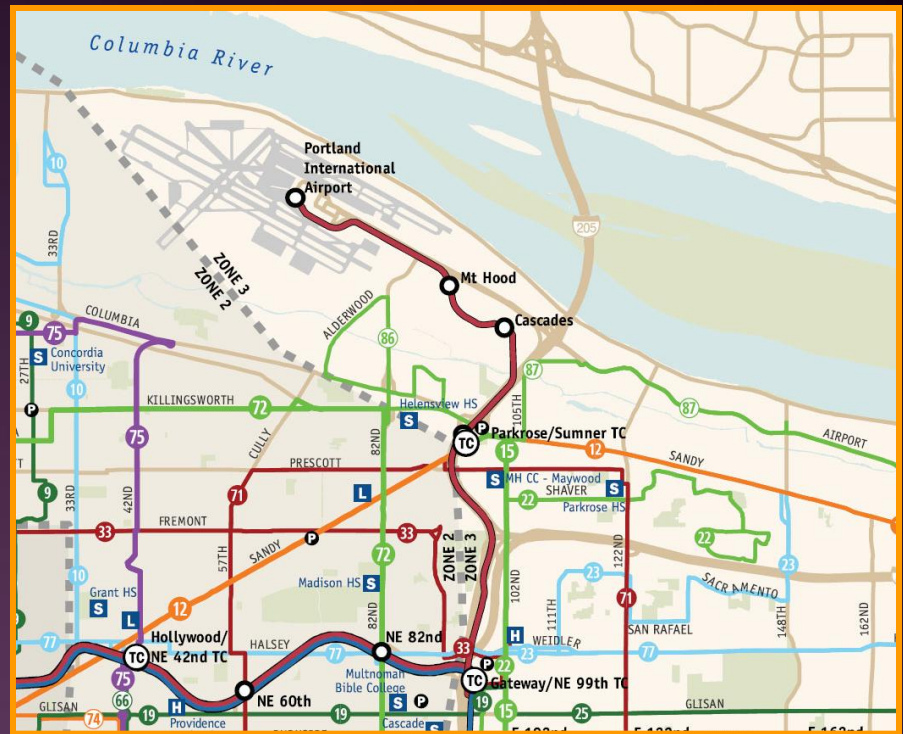 Columbia River
Portland
International
Airport
10
33RD
205
ZONE 3
ZONE 2
Mt Hood
ALDERWOOD
Cascades
COLUMBIA
9
75
86
S
Concordia
University
27TH
87
10
105TH
87
P
KILLINGSWORTH
72
Helensview HS
S
P
Parkrose/Sumner TC
TC
AIRPORT
75
CULLY
82ND
15
12
SANDY
PRESCOTT
S
MH CC - Maywood
S
9
33RD
42ND
71
L
22
SHAVER
Parkrose HS
FREMONT
33
33
SANDY
P
22
57TH
72
ZONE 2
ZONE 3
122ND
10
Madison HS
S
102ND
23
23
SACRAMENTO
Grant HS
S
12
82ND
111TH
71
148TH
162ND
L
SAN RAFAEL
77
Hollywood/
NE 42nd TC
TC
HALSEY
77
NE 82nd
33
H
WEIDLER
23
77
P
22
75
Multnomah
Bible College
TC
Gateway/NE 99th TC
66
NE 60th
S
P
19
GLISAN
H
Providence
74
19
19
Cascade
S
15
25
GLISAN